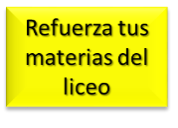 Refuerza tus
materias del
liceo